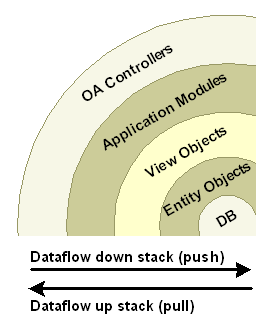 OA Controllers
Application Modules
View Objects
Entity Objects
DB
Dataflow down stack (push)
Dataflow up stack (pull)